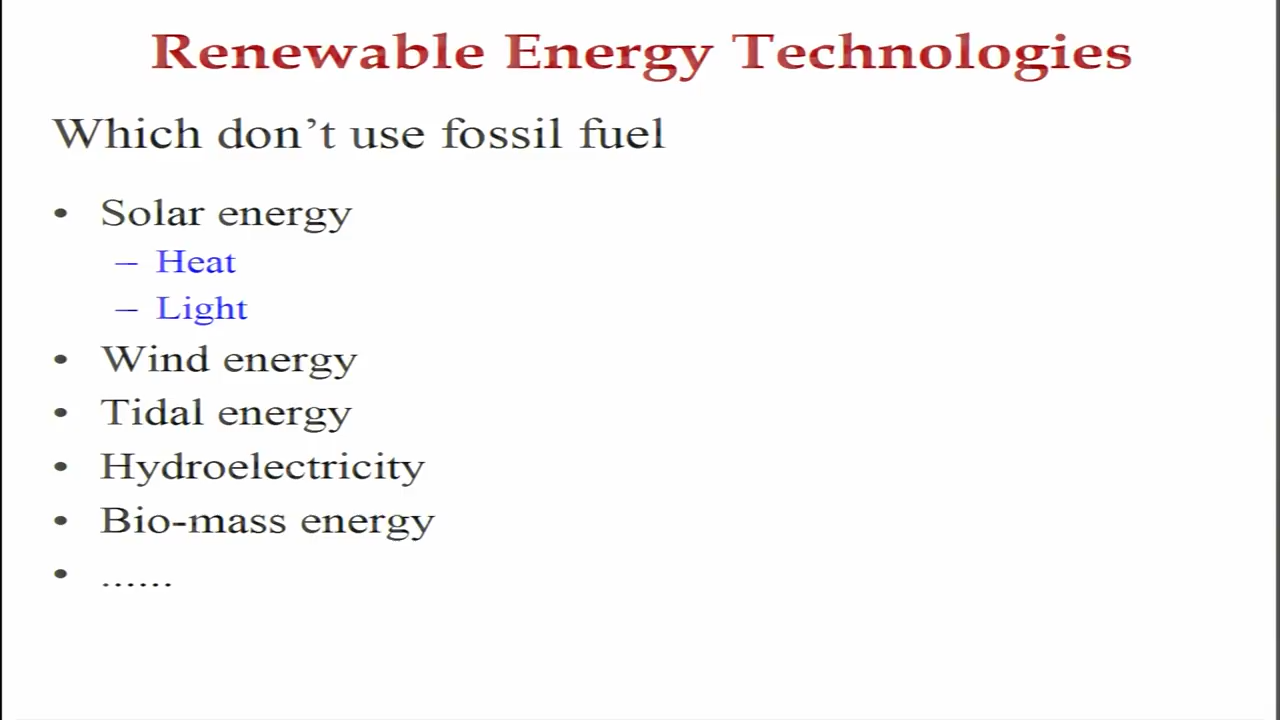 Renewable Energy Technologies
Which don't use fossil fuel
• Solar energy
– Heat
– Light
• Wind energy
• Tidal energy
• Hydroelectricity
• Bio-mass energy
• ......